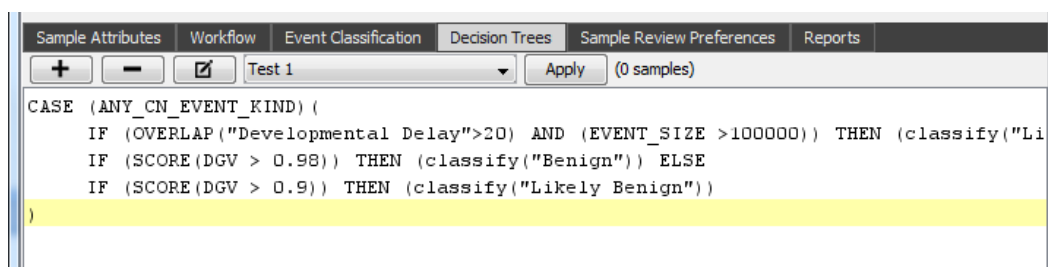 Sample Attributes Workflow Event Classification Decision Trees Sample Review Preferences Reports
+ − Test 1 Apply (0 samples)
CASE (ANY_CN_EVENT_KIND)(
IF (OVERLAP("Developmental Delay">20) AND (EVENT_SIZE >100000)) THEN (classify("Li
IF (SCORE(DGV > 0.98)) THEN (classify("Benign")) ELSE
IF (SCORE(DGV > 0.9)) THEN (classify("Likely Benign"))
)